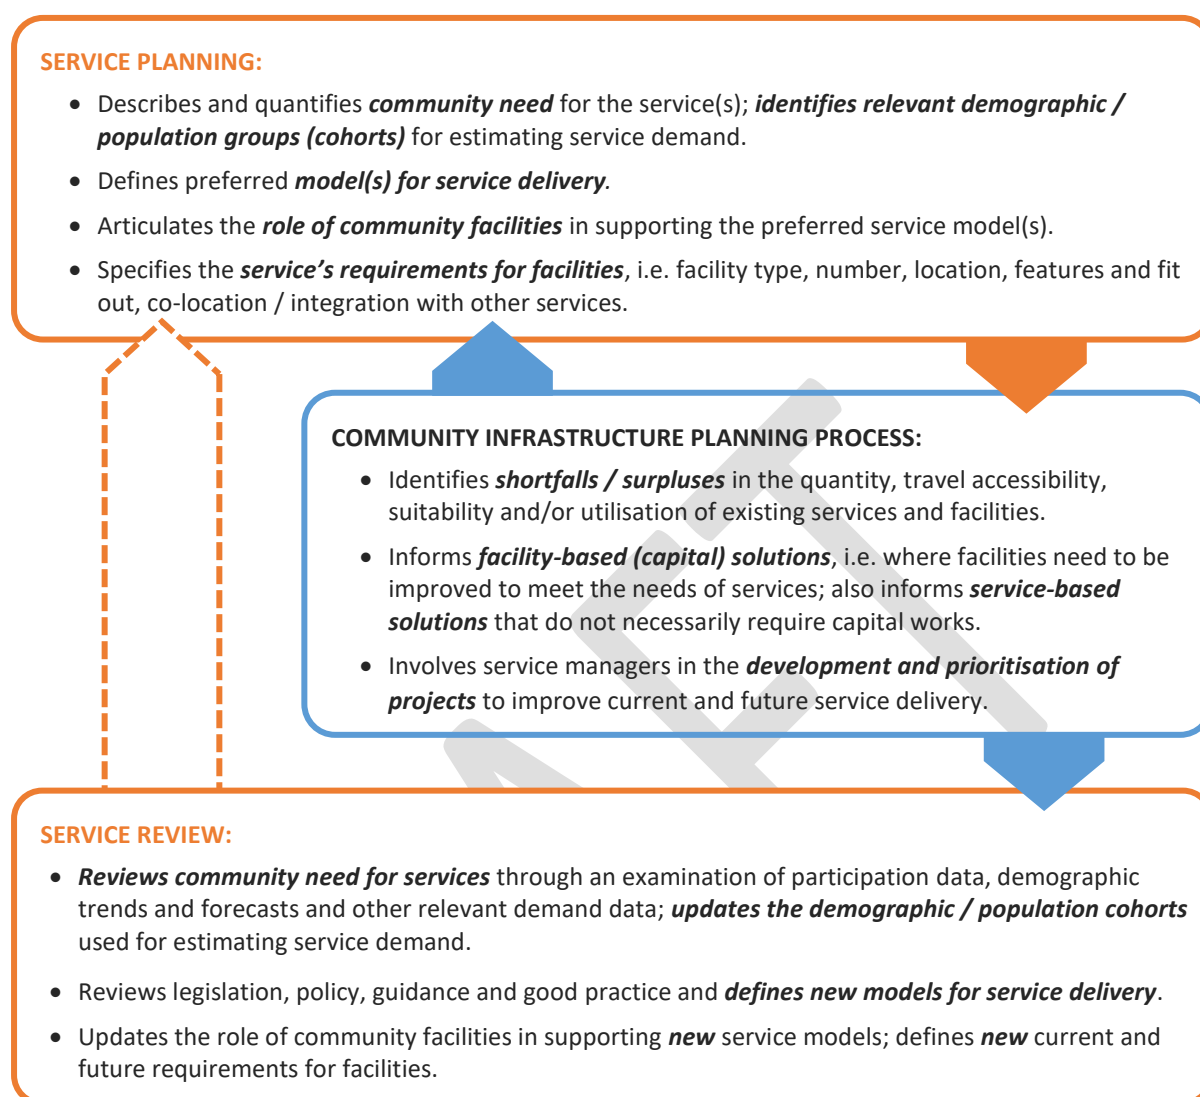 SERVICE PLANNING:
• Describes and quantifies community need for the service(s); identifies relevant demographic /
population groups (cohorts) for estimating service demand.
• Defines preferred model(s) for service delivery.
• Articulates the role of community facilities in supporting the preferred service model(s).
• Specifies the service's requirements for facilities, i.e. facility type, number, location, features and fit
out, co-location / integration with other services.
COMMUNITY INFRASTRUCTURE PLANNING PROCESS:
• Identifies shortfalls / surpluses in the quantity, travel accessibility,
suitability and/or utilisation of existing services and facilities.
• Informs facility-based (capital) solutions, i.e. where facilities need to be
improved to meet the needs of services; also informs service-based
solutions that do not necessarily require capital works.
• Involves service managers in the development and prioritisation of
projects to improve current and future service delivery.
SERVICE REVIEW:
• Reviews community need for services through an examination of participation data, demographic
trends and forecasts and other relevant demand data; updates the demographic / population cohorts
used for estimating service demand.
• Reviews legislation, policy, guidance and good practice and defines new models for service delivery.
• Updates the role of community facilities in supporting new service models; defines new current and
future requirements for facilities.